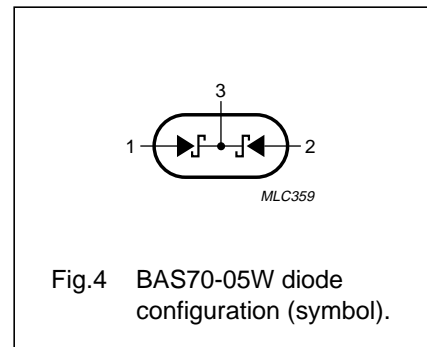 3
1 2
MLC359
Fig.4 BAS70-05W diode
configuration (symbol).